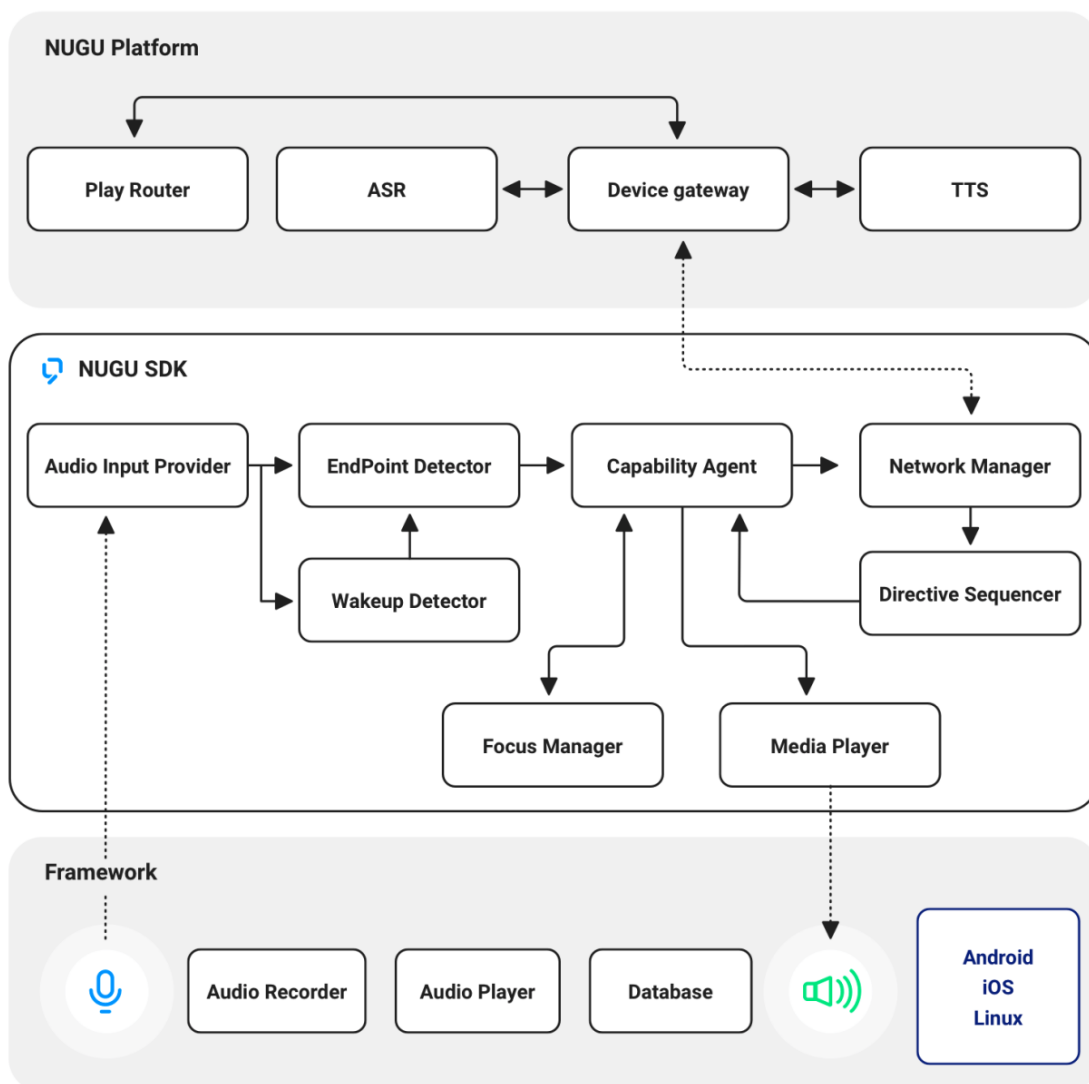 NUGU Platform
Play Router
ASR
Device gateway
TTS
NUGU SDK
Audio Input Provider
EndPoint Detector
Capability Agent
Network Manager
Wakeup Detector
Directive Sequencer
Focus Manager
Media Player
Framework
Audio Recorder
Audio Player
Database
Android
iOS
Linux